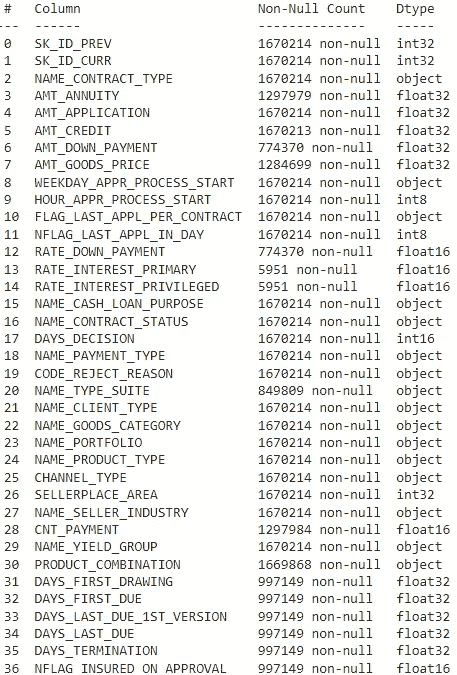 #   Column                       Non-Null Count    Dtype
---  ------                       --------------    -----
0   SK_ID_PREV                   1670214 non-null  int32
1   SK_ID_CURR                   1670214 non-null  int32
2   NAME_CONTRACT_TYPE           1670214 non-null  object
3   AMT_ANNUITY                  1297979 non-null  float32
4   AMT_APPLICATION              1670214 non-null  float32
5   AMT_CREDIT                   1670213 non-null  float32
6   AMT_DOWN_PAYMENT             774370 non-null   float32
7   AMT_GOODS_PRICE              1284699 non-null  float32
8   WEEKDAY_APPR_PROCESS_START   1670214 non-null  object
9   HOUR_APPR_PROCESS_START      1670214 non-null  int8
10  FLAG_LAST_APPL_PER_CONTRACT  1670214 non-null  object
11  NFLAG_LAST_APPL_IN_DAY       1670214 non-null  int8
12  RATE_DOWN_PAYMENT            774370 non-null   float16
13  RATE_INTEREST_PRIMARY        5951 non-null     float16
14  RATE_INTEREST_PRIVILEGED     5951 non-null     float16
15  NAME_CASH_LOAN_PURPOSE       1670214 non-null  object
16  NAME_CONTRACT_STATUS         1670214 non-null  object
17  DAYS_DECISION                1670214 non-null  int16
18  NAME_PAYMENT_TYPE            1670214 non-null  object
19  CODE_REJECT_REASON           1670214 non-null  object
20  NAME_TYPE_SUITE              849809 non-null   object
21  NAME_CLIENT_TYPE             1670214 non-null  object
22  NAME_GOODS_CATEGORY          1670214 non-null  object
23  NAME_PORTFOLIO               1670214 non-null  object
24  NAME_PRODUCT_TYPE            1670214 non-null  object
25  CHANNEL_TYPE                 1670214 non-null  object
26  SELLERPLACE_AREA             1670214 non-null  int32
27  NAME_SELLER_INDUSTRY         1670214 non-null  object
28  CNT_PAYMENT                  1297984 non-null  float16
29  NAME_YIELD_GROUP             1670214 non-null  object
30  PRODUCT_COMBINATION          1669868 non-null  object
31  DAYS_FIRST_DRAWING           997149 non-null   float32
32  DAYS_FIRST_DUE               997149 non-null   float32
33  DAYS_LAST_DUE_1ST_VERSION    997149 non-null   float32
34  DAYS_LAST_DUE                997149 non-null   float32
35  DAYS_TERMINATION             997149 non-null   float32
36  NFLAG_INSURED_ON_APPROVAL    997149 non-null   float16